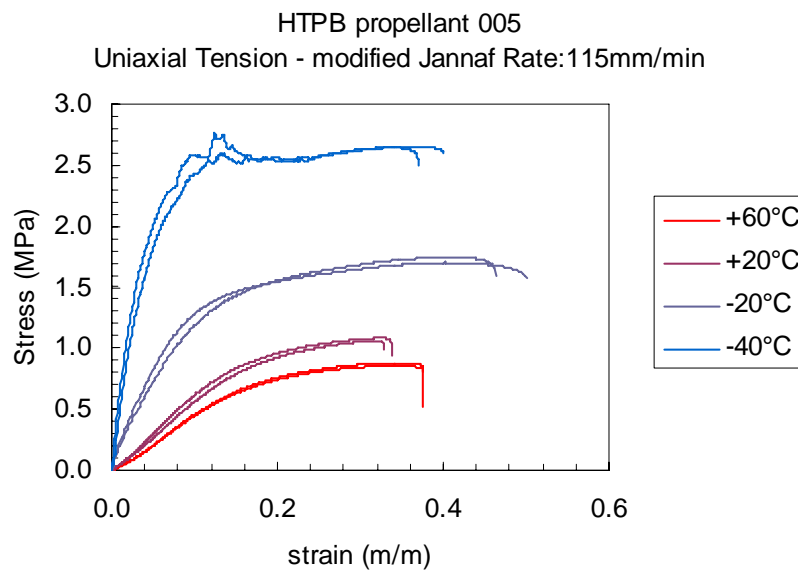 HTPB propellant 005
Uniaxial Tension - modified Jannaf Rate:115mm/min
3.0
2.5
2.0
1.5
1.0
0.5
0.0
Stress (MPa)
0.0 0.2 0.4 0.6
strain (m/m)
+60°C
+20°C
-20°C
-40°C